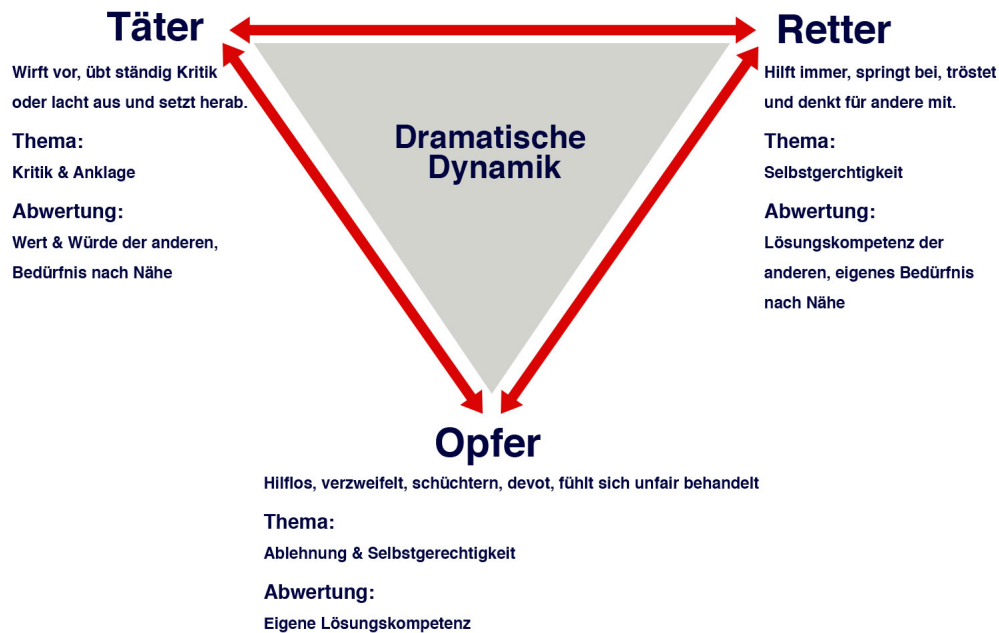 Täter
Wirft vor, übt ständig Kritik
oder lacht aus und setzt herab.
Thema:
Kritik & Anklage
Abwertung:
Wert & Würde der anderen,
Bedürfnis nach Nähe
Dramatische
Dynamik
Retter
Hilft immer, springt bei, tröstet
und denkt für andere mit.
Thema:
Selbstgerchtigkeit
Abwertung:
Lösungskompetenz der
anderen, eigenes Bedürfnis
nach Nähe
Opfer
Hilflos, verzweifelt, schüchtern, devot, fühlt sich unfair behandelt
Thema:
Ablehnung & Selbstgerechtigkeit
Abwertung:
Eigene Lösungskompetenz